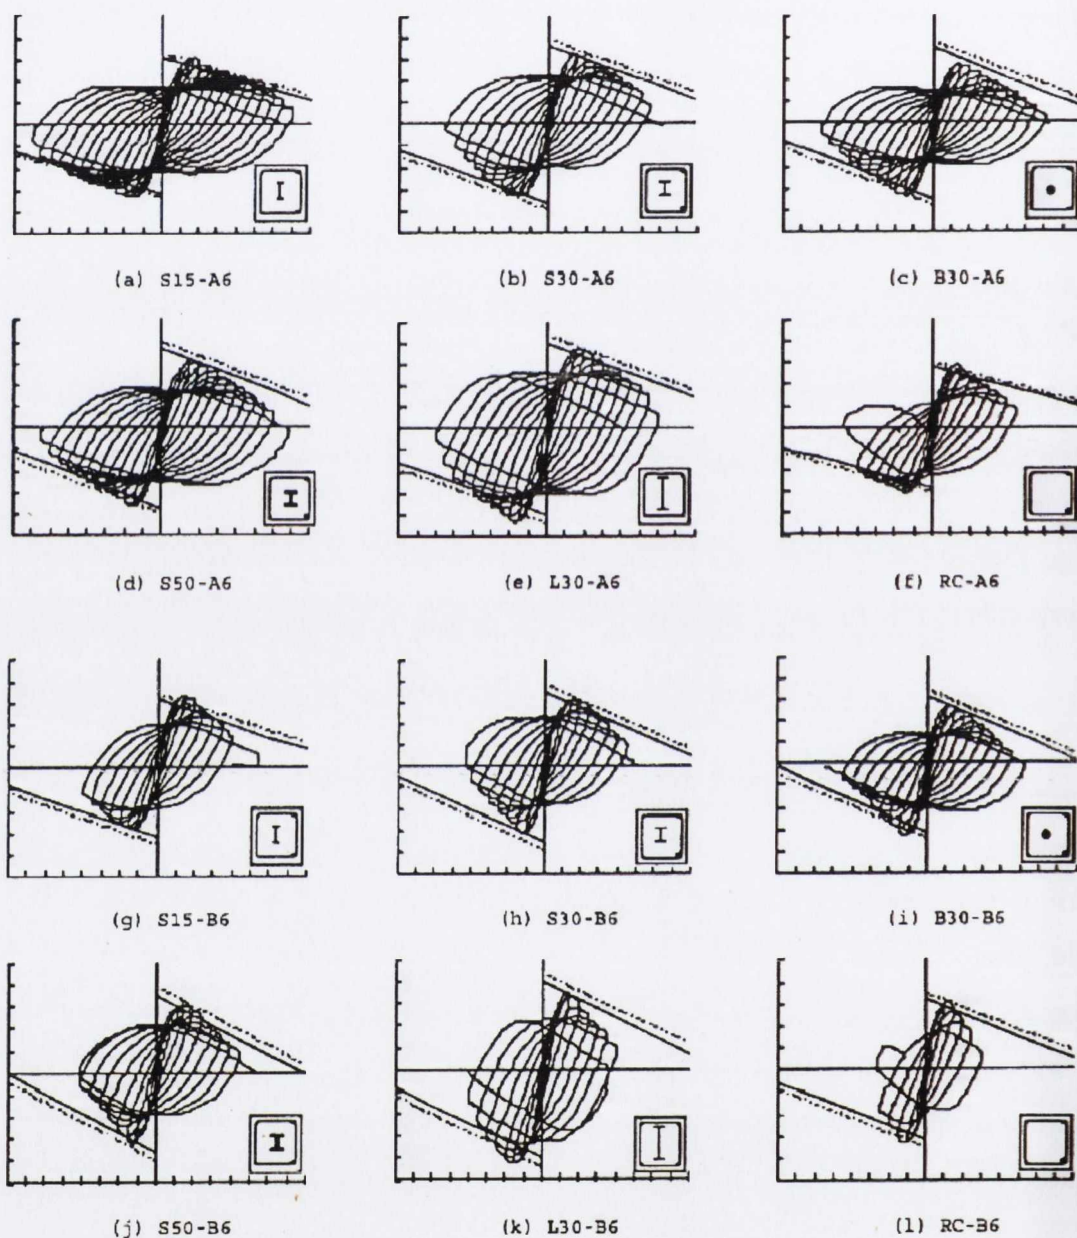 (a) S15-A6 (b) S30-A6 (c) B30-A6
(d) S50-A6 (e) L30-A6 (f) RC-A6
(g) S15-B6 (h) S30-B6 (i) B30-B6
(j) S50-B6 (k) L30-B6 (l) RC-B6